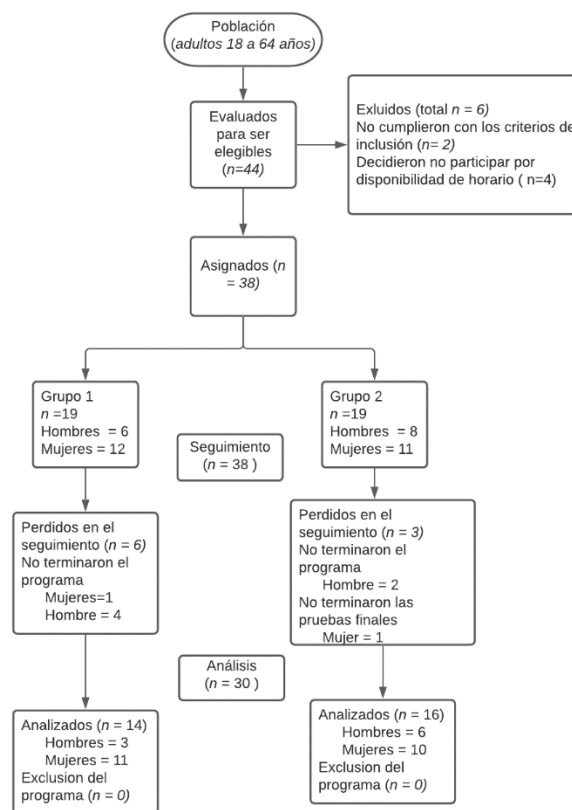 Población
(adultos 18 a 64 años)
Evaluados
para ser
elegibles
(n=44)
Exluidos (total n = 6)
No cumplieron con los criterios de
inclusión (n= 2)
Decidieron no participar por
disponibilidad de horario ( n=4)
Asignados (n
= 38)
Grupo 1
n =19
Hombres = 6
Mujeres = 12
Grupo 2
n =19
Hombres = 8
Mujeres = 11
Seguimiento
(n = 38 )
Perdidos en el
seguimiento (n = 6)
No terminaron el
programa
Mujeres=1
Hombre = 4
Perdidos en el
seguimiento (n = 3)
No terminaron el
programa
Hombre = 2
No terminaron las
pruebas finales
Mujer = 1
Análisis
(n = 30 )
Analizados (n = 14)
Hombres = 3
Mujeres = 11
Exclusion del
programa (n = 0)
Analizados (n = 16)
Hombres = 6
Mujeres = 10
Exclusion del
programa (n = 0)